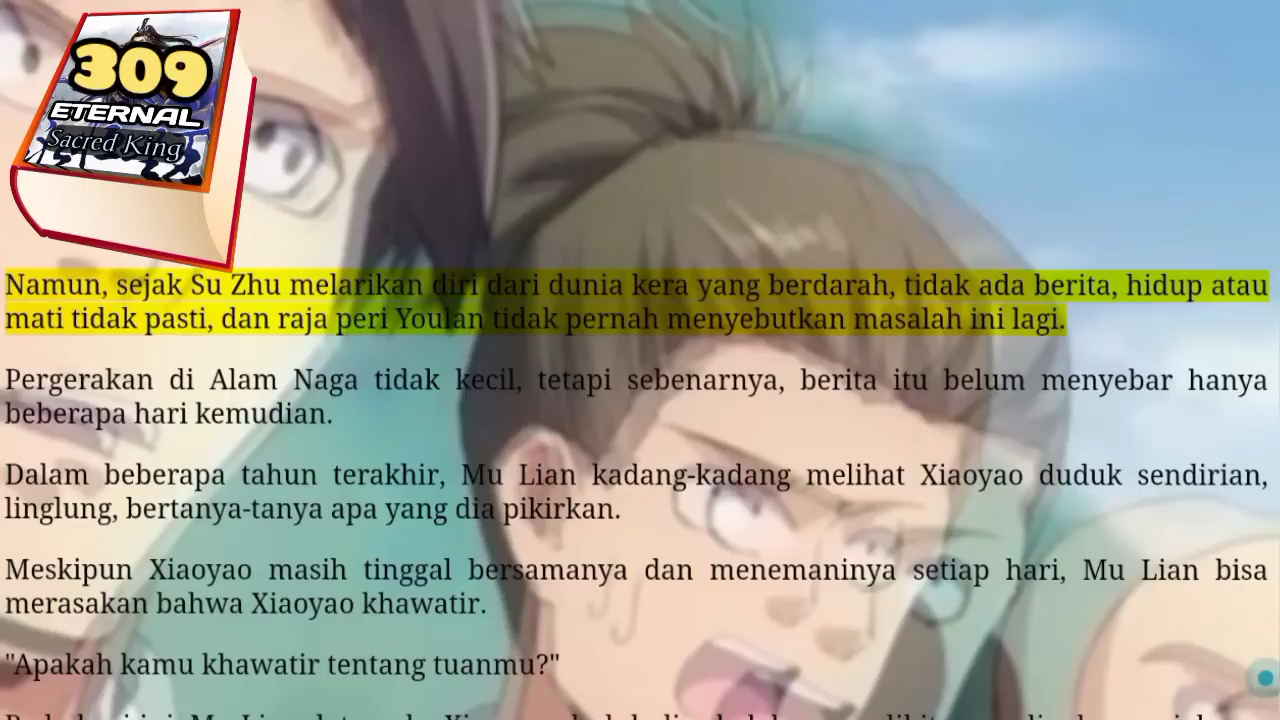 309
ETERNAL
Sacred King
Namun, sejak Su Zhu melarikan diri dari dunia kera yang berdarah, tidak ada berita, hidup atau
mati tidak pasti, dan raja peri Youlan tidak pernah menyebutkan masalah ini lagi.
Pergerakan di Alam Naga tidak kecil, tetapi sebenarnya, berita itu belum menyebar hanya
beberapa hari kemudian.
Dalam beberapa tahun terakhir, Mu Lian kadang-kadang melihat Xiaoyao duduk sendirian,
linglung, bertanya-tanya apa yang dia pikirkan.
Meskipun Xiaoyao masih tinggal bersamanya dan menemaninya setiap hari, Mu Lian bisa
merasakan bahwa Xiaoyao khawatir.
"Apakah kamu khawatir tentang tuanmu?"